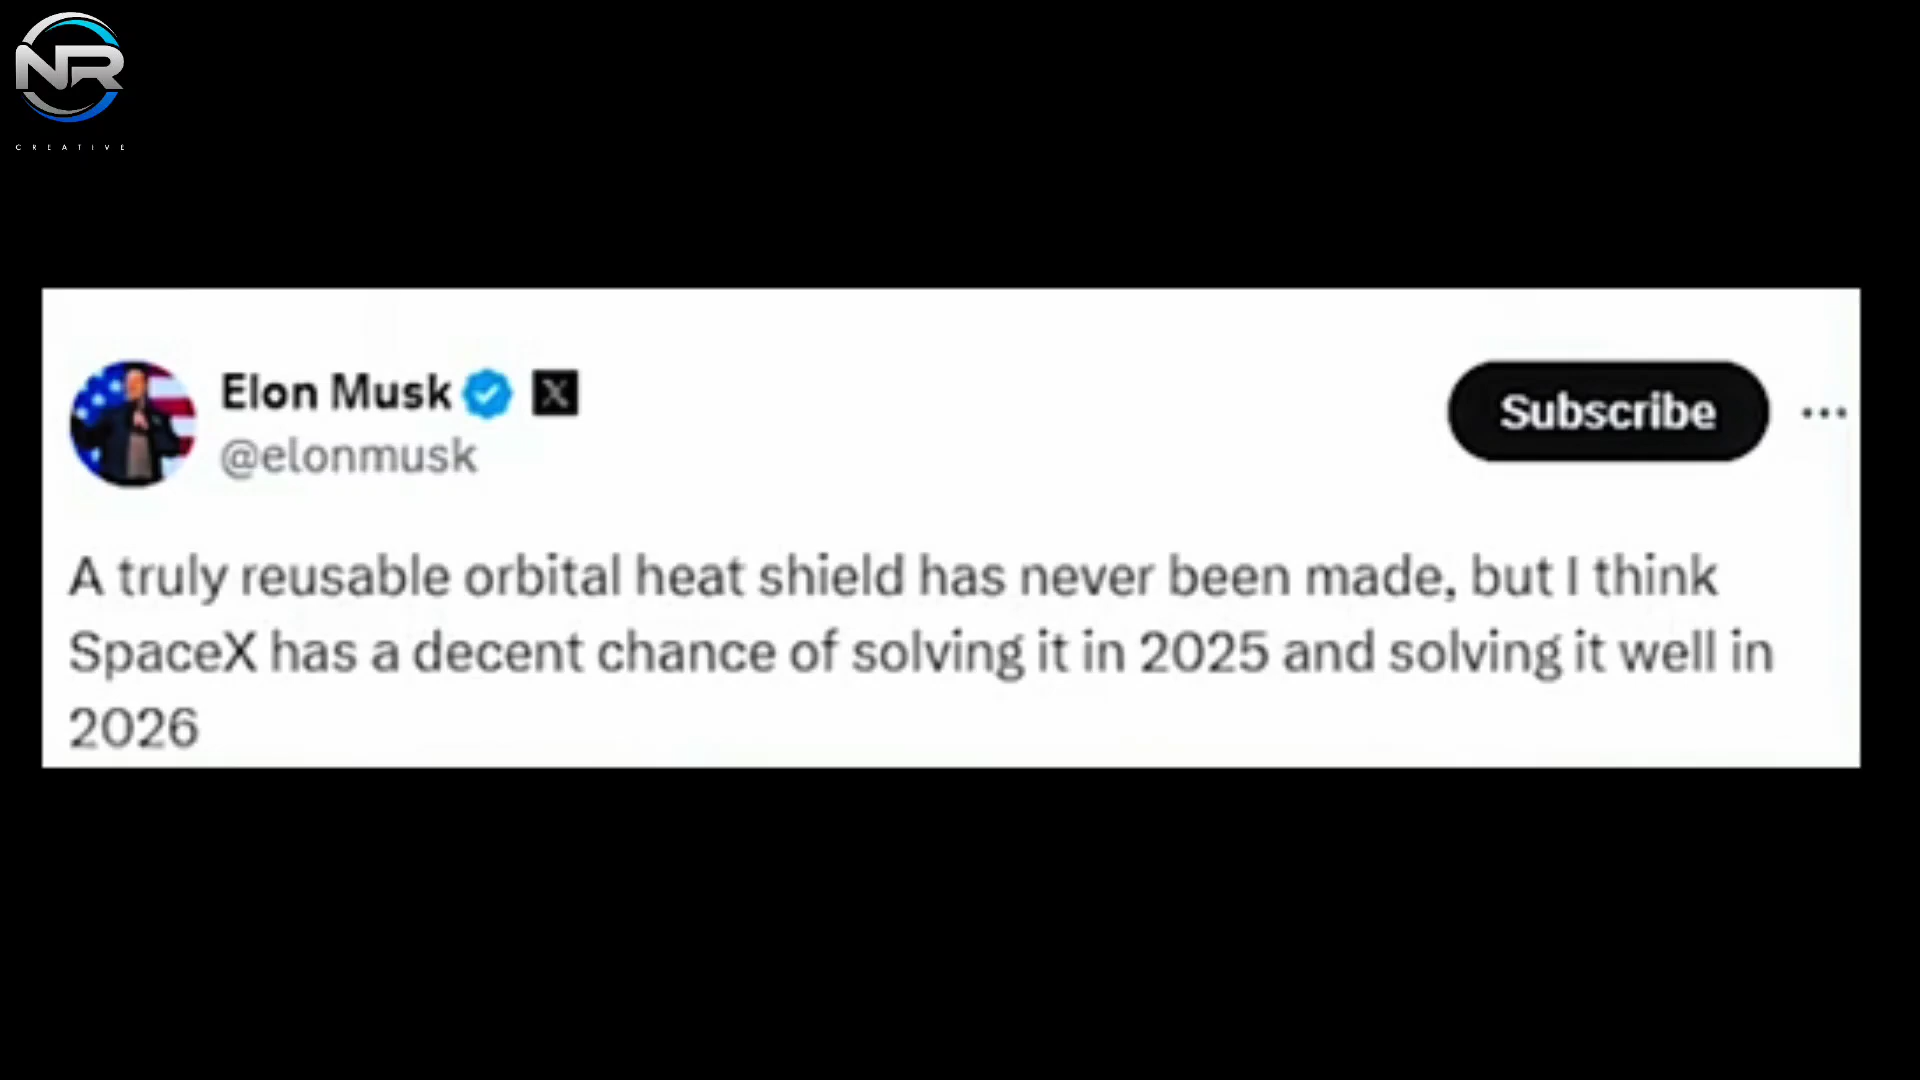 NR
CREATIVE
Elon Musk X
@elonmusk
Subscribe
A truly reusable orbital heat shield has never been made, but I think
SpaceX has a decent chance of solving it in 2025 and solving it well in
2026